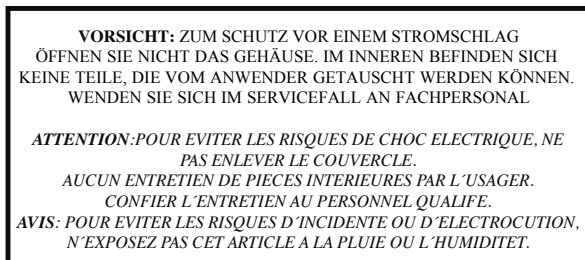 VORSICHT: ZUM SCHUTZ VOR EINEM STROMSCHLAG
ÖFFNEN SIE NICHT DAS GEHÄUSE. IM INNEREN BEFINDEN SICH
KEINE TEILE, DIE VOM ANWENDER GETAUSCHT WERDEN KÖNNEN.
WENDEN SIE SICH IM SERVICEFALL AN FACHPERSONAL
ATTENTION:POUR EVITER LES RISQUES DE CHOC ELECTRIQUE, NE
PAS ENLEVER LE COUVERCLE.
AUCUN ENTRETIEN DE PIECES INTERIEURES PAR L´USAGER.
CONFIER L´ENTRETIEN AU PERSONNEL QUALIFE.
AVIS: POUR EVITER LES RISQUES D´INCIDENTE OU D´ELECTROCUTION,
N´EXPOSEZ PAS CET ARTICLE A LA PLUIE OU L´HUMIDITET.